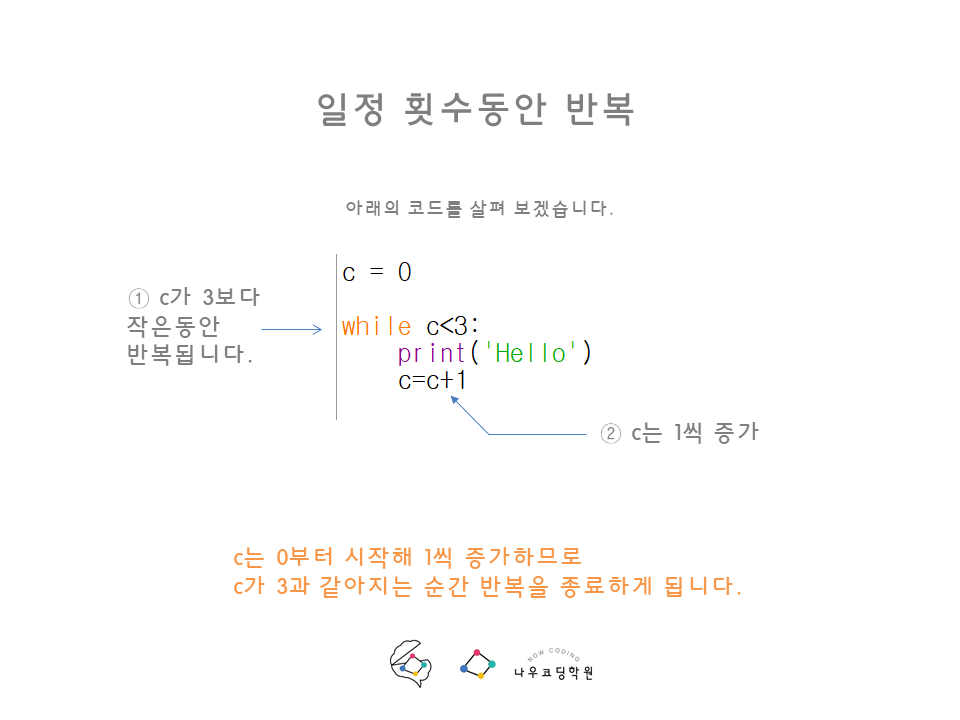 일정 횟수동안 반복
아래의 코드를 살펴 보겠습니다.
① c가 3보다
작은동안
반복됩니다.
c = 0
while c<3:
    print('Hello')
    c=c+1
② c는 1씩 증가
c는 0부터 시작해 1씩 증가하므로
c가 3과 같아지는 순간 반복을 종료하게 됩니다.
NOW CODING
나우코딩학원